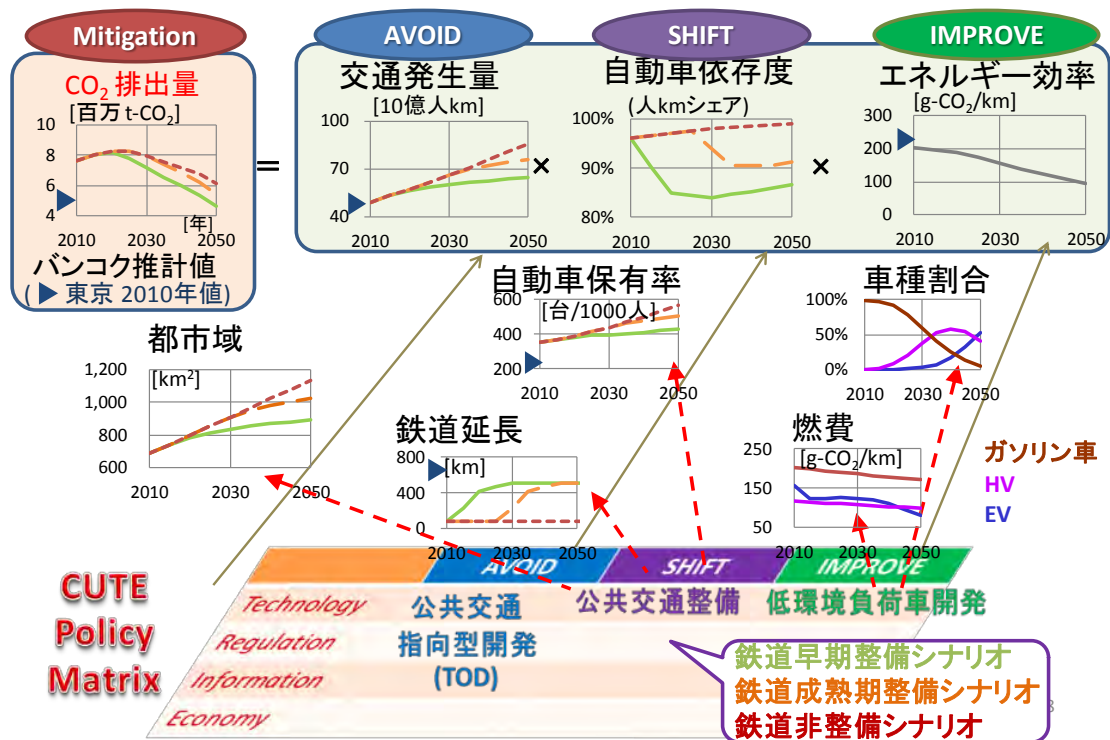 Mitigation
AVOID
SHIFT
IMPROVE
CO₂ 排出量
[百万 t-CO₂]
10
8
6
4
[年]
2010 2030 2050
バンコク推計値
(▶ 東京 2010年値)
=
交通発生量
[10億人km]
100
70
40
2010 2030 2050
×
自動車依存度
(人kmシェア)
100%
90%
80%
2010 2030 2050
×
エネルギー効率
[g-CO₂/km]
300
200
100
0
2010 2030 2050
都市域
[km²]
1,200
1,000
800
600
2010 2030 2050
自動車保有率
[台/1000人]
600
400
200
2010 2030 2050
鉄道延長
[km]
800
400
0
2010 2030 2050
車種割合
100%
50%
0%
2010 2030 2050
燃費
[g-CO₂/km]
250
150
50
2010 2030 2050
ガソリン車
HV
EV
CUTE
Policy
Matrix
AVOID
SHIFT
IMPROVE
Technology
Regulation
Information
Economy
公共交通
指向型開発
(TOD)
公共交通整備
低環境負荷車開発
鉄道早期整備シナリオ
鉄道成熟期整備シナリオ
鉄道非整備シナリオ